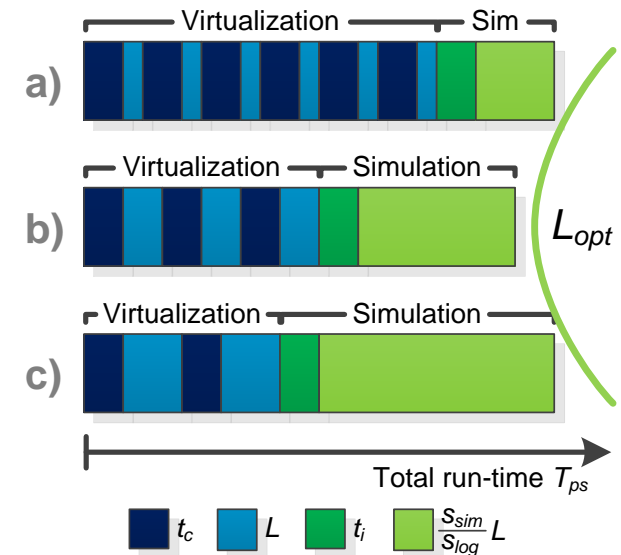 Virtualization Sim
a)
Virtualization Simulation
b)
L_opt
Virtualization Simulation
c)
Total run-time T_ps
t_c L t_i s_sim/s_log L